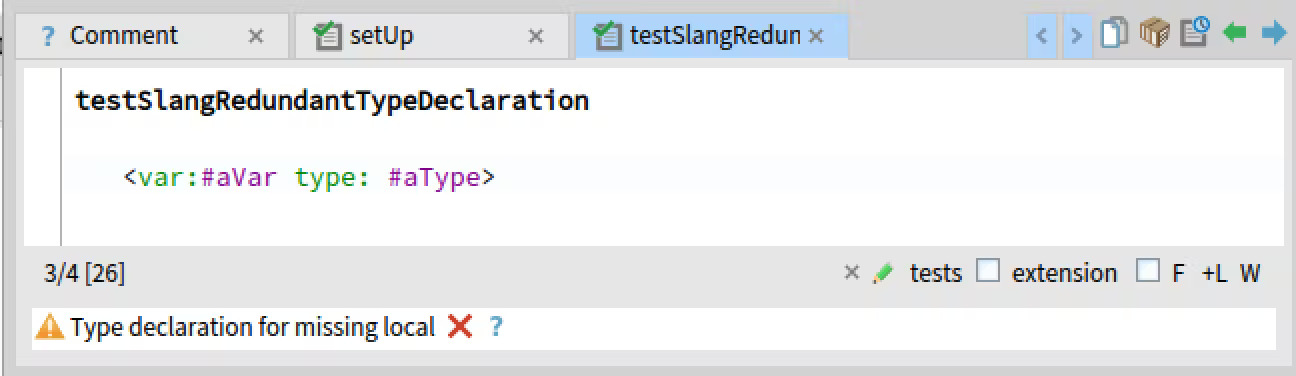 ? Comment × setUp × testSlangRedun × < >
testSlangRedundantTypeDeclaration
<var:#aVar type: #aType>
3/4 [26] × tests extension F +L W
Type declaration for missing local ?